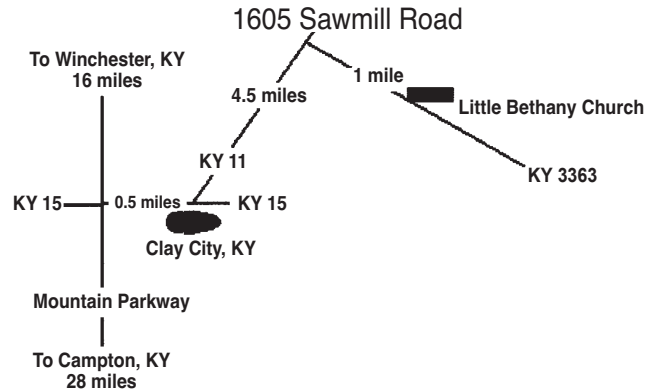 1605 Sawmill Road
To Winchester, KY
16 miles
1 mile
4.5 miles
Little Bethany Church
KY 11
KY 3363
KY 15
0.5 miles
KY 15
Clay City, KY
Mountain Parkway
To Campton, KY
28 miles